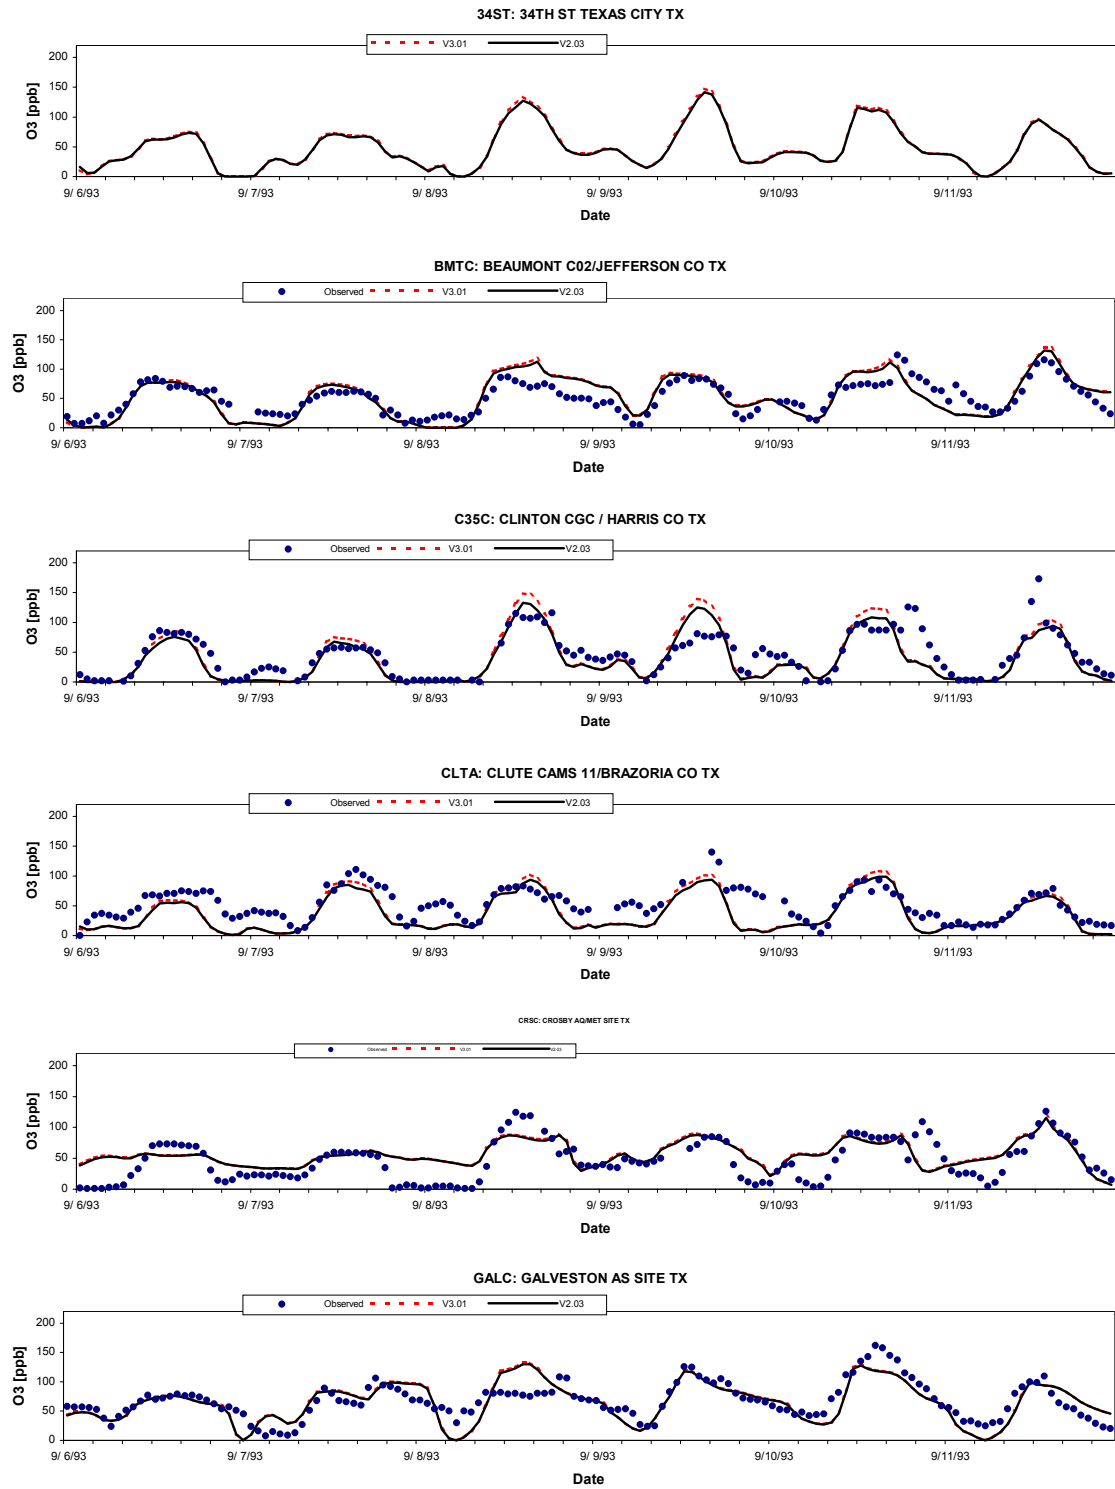 34ST: 34TH ST TEXAS CITY TX
V3.01 V2.03
O3 [ppb]
200
150
100
50
0
9/ 6/93 9/ 7/93 9/ 8/93 9/ 9/93 9/10/93 9/11/93
Date
BMTC: BEAUMONT C02/JEFFERSON CO TX
Observed V3.01 V2.03
O3 [ppb]
200
150
100
50
0
9/ 6/93 9/ 7/93 9/ 8/93 9/ 9/93 9/10/93 9/11/93
Date
C35C: CLINTON CGC / HARRIS CO TX
Observed V3.01 V2.03
O3 [ppb]
200
150
100
50
0
9/ 6/93 9/ 7/93 9/ 8/93 9/ 9/93 9/10/93 9/11/93
Date
CLTA: CLUTE CAMS 11/BRAZORIA CO TX
Observed V3.01 V2.03
O3 [ppb]
200
150
100
50
0
9/ 6/93 9/ 7/93 9/ 8/93 9/ 9/93 9/10/93 9/11/93
Date
CRSC: CROSBY AQ/MET SITE TX
Observed V3.01 V2.03
O3 [ppb]
200
150
100
50
0
9/ 6/93 9/ 7/93 9/ 8/93 9/ 9/93 9/10/93 9/11/93
Date
GALC: GALVESTON AS SITE TX
Observed V3.01 V2.03
O3 [ppb]
200
150
100
50
0
9/ 6/93 9/ 7/93 9/ 8/93 9/ 9/93 9/10/93 9/11/93
Date